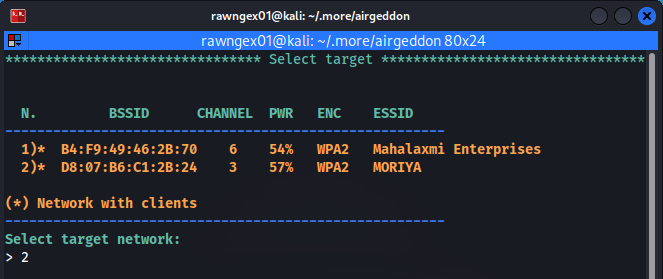 rawngex01@kali: ~/.more/airgeddon
rawngex01@kali: ~/.more/airgeddon 80x24
******************************** Select target *********************************
N. BSSID CHANNEL PWR ENC ESSID
------------------------------------------------------
1)* B4:F9:49:46:2B:70 6 54% WPA2 Mahalaxmi Enterprises
2)* D8:07:B6:C1:2B:24 3 57% WPA2 MORIYA
(*) Network with clients
------------------------------------------------------
Select target network:
> 2